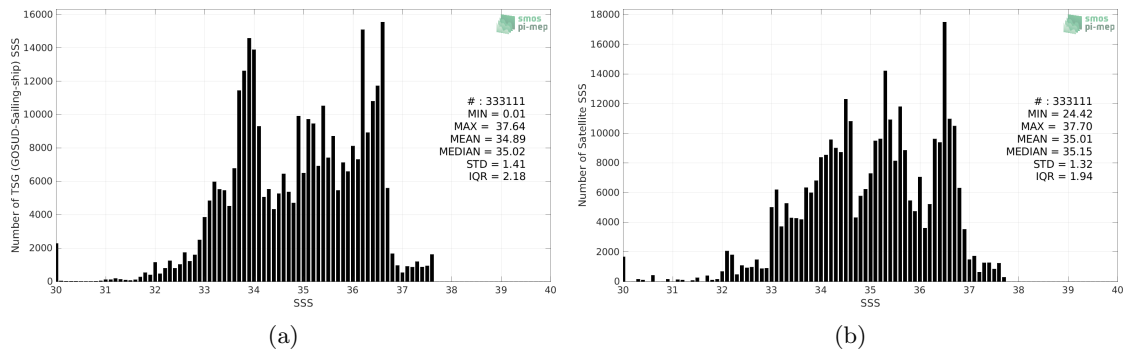 smos
pi-mep
16000
14000
12000
10000
8000
6000
4000
2000
0
Number of TSG (GOSUD-Sailing-ship) SSS
# : 333111
MIN = 0.01
MAX = 37.64
MEAN = 34.89
MEDIAN = 35.02
STD = 1.41
IQR = 2.18
30 31 32 33 34 35 36 37 38 39 40
SSS
(a)
smos
pi-mep
18000
16000
14000
12000
10000
8000
6000
4000
2000
0
Number of Satellite SSS
# : 333111
MIN = 24.42
MAX = 37.70
MEAN = 35.01
MEDIAN = 35.15
STD = 1.32
IQR = 1.94
30 31 32 33 34 35 36 37 38 39 40
SSS
(b)